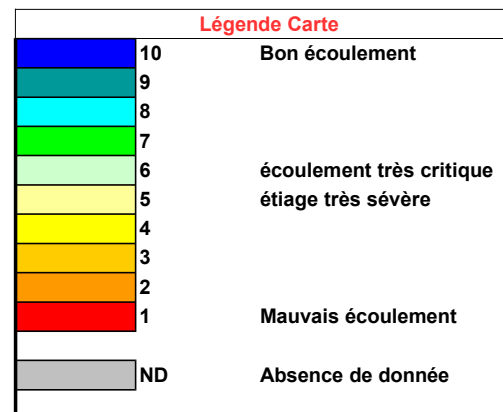 Légende Carte
10 Bon écoulement
9
8
7
6 écoulement très critique
5 étiage très sévère
4
3
2
1 Mauvais écoulement
ND Absence de donnée